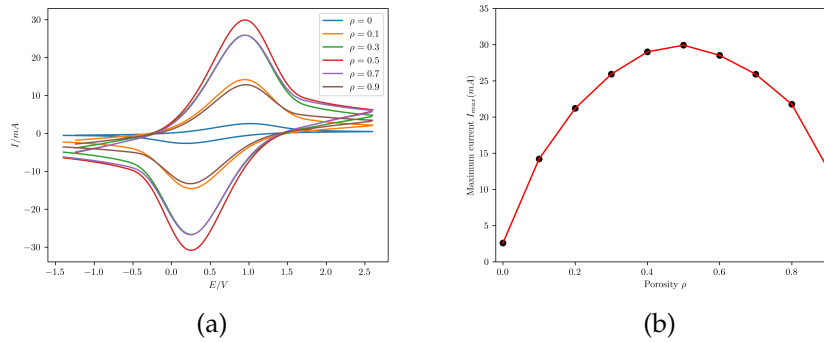 30
20
10
0
−10
−20
−30
I/mA
−1.5 −1.0 −0.5 0.0 0.5 1.0 1.5 2.0 2.5
E/V
ρ = 0
ρ = 0.1
ρ = 0.3
ρ = 0.5
ρ = 0.7
ρ = 0.9
(a)
35
30
25
20
15
10
5
0
Maximum current I_max(mA)
0.0 0.2 0.4 0.6 0.8
Porosity ρ
(b)